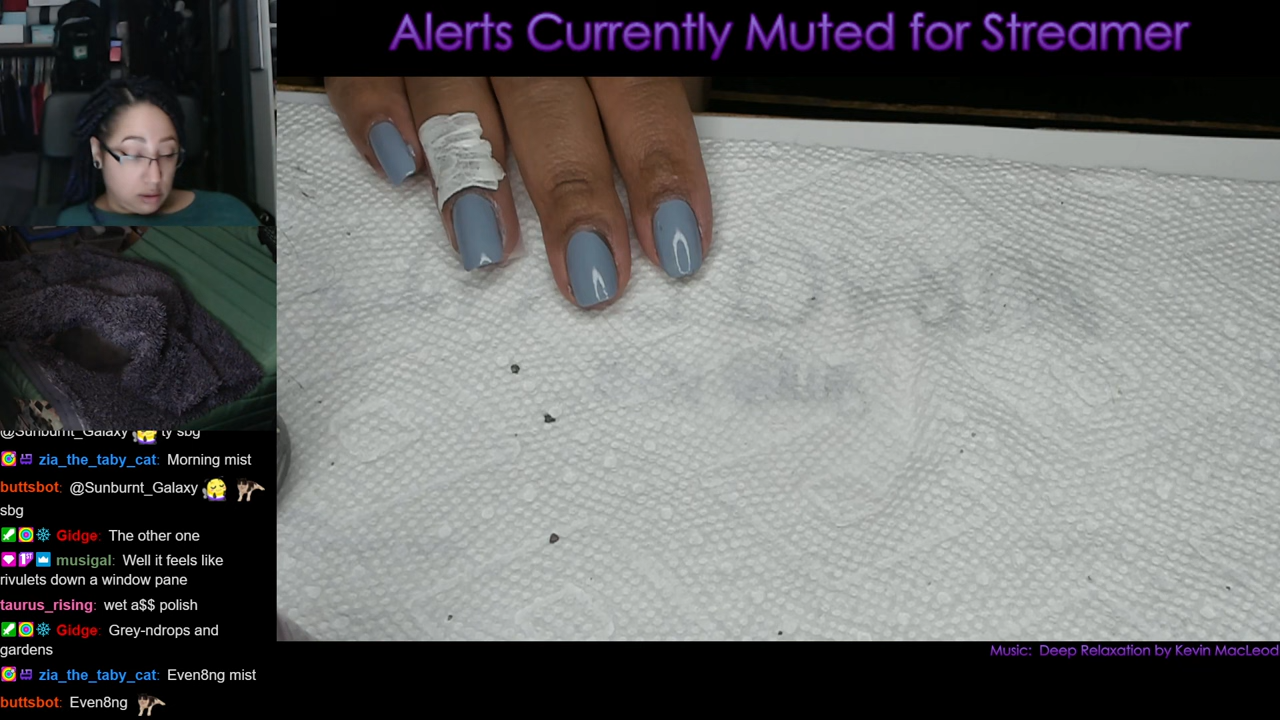 Alerts Currently Muted for Streamer
@Sunburnt_Galaxy ty sbg
zia_the_taby_cat: Morning mist
buttsbot: @Sunburnt_Galaxy
sbg
Gidge: The other one
musigal: Well it feels like
rivulets down a window pane
taurus_rising: wet a$$ polish
Gidge: Grey-ndrops and
gardens
zia_the_taby_cat: Even8ng mist
buttsbot: Even8ng
Music: Deep Relaxation by Kevin MacLeod